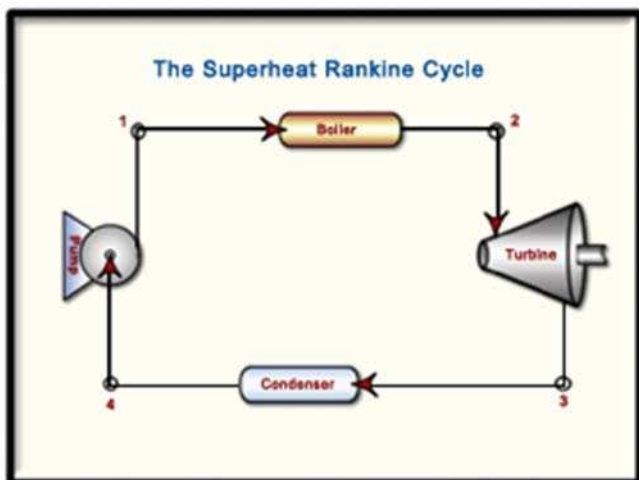 The Superheat Rankine Cycle
1
Boiler
2
Pump
Turbine
Condenser
4
3